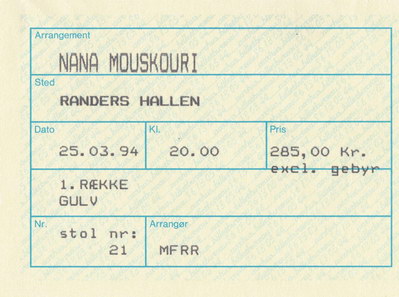 Arrangement
NANA MOUSKOURI
Sted
RANDERS HALLEN
Dato Kl. Pris
25.03.94 20.00 285,00 Kr.
excl. gebyr
1.RÆKKE
GULV
Nr. Arrangør
stol nr:
21 MFRR